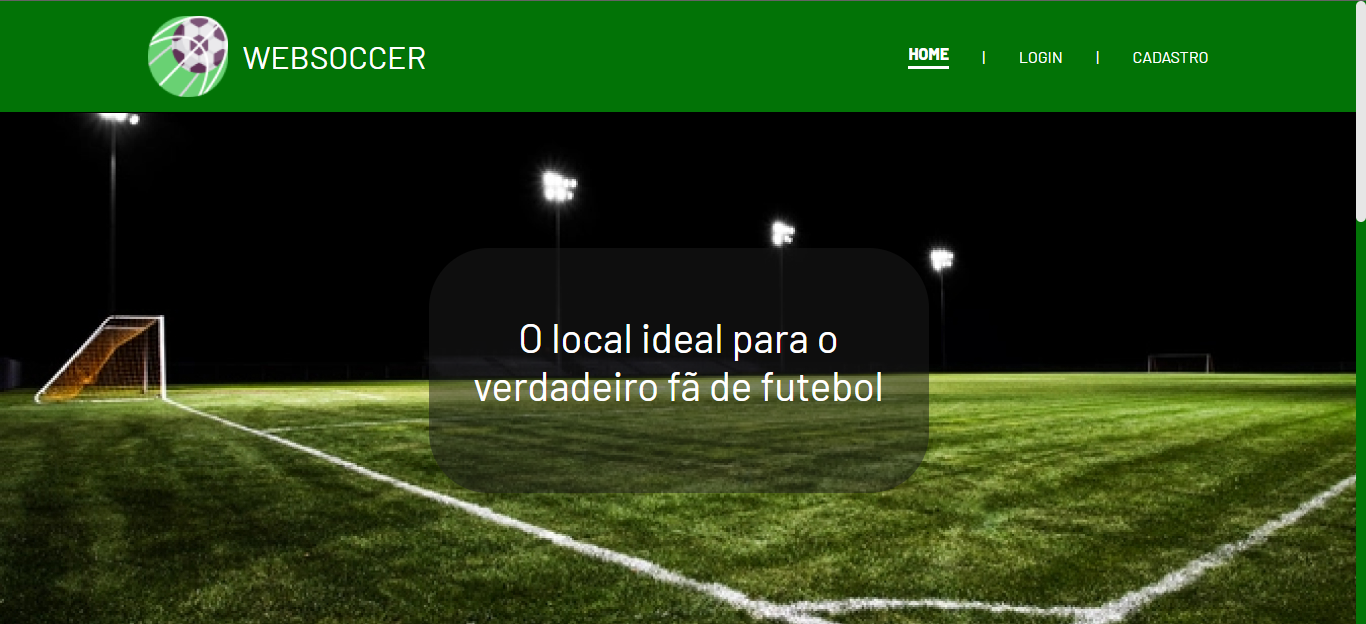 WEBSOCCER
HOME | LOGIN | CADASTRO
O local ideal para o
verdadeiro fã de futebol